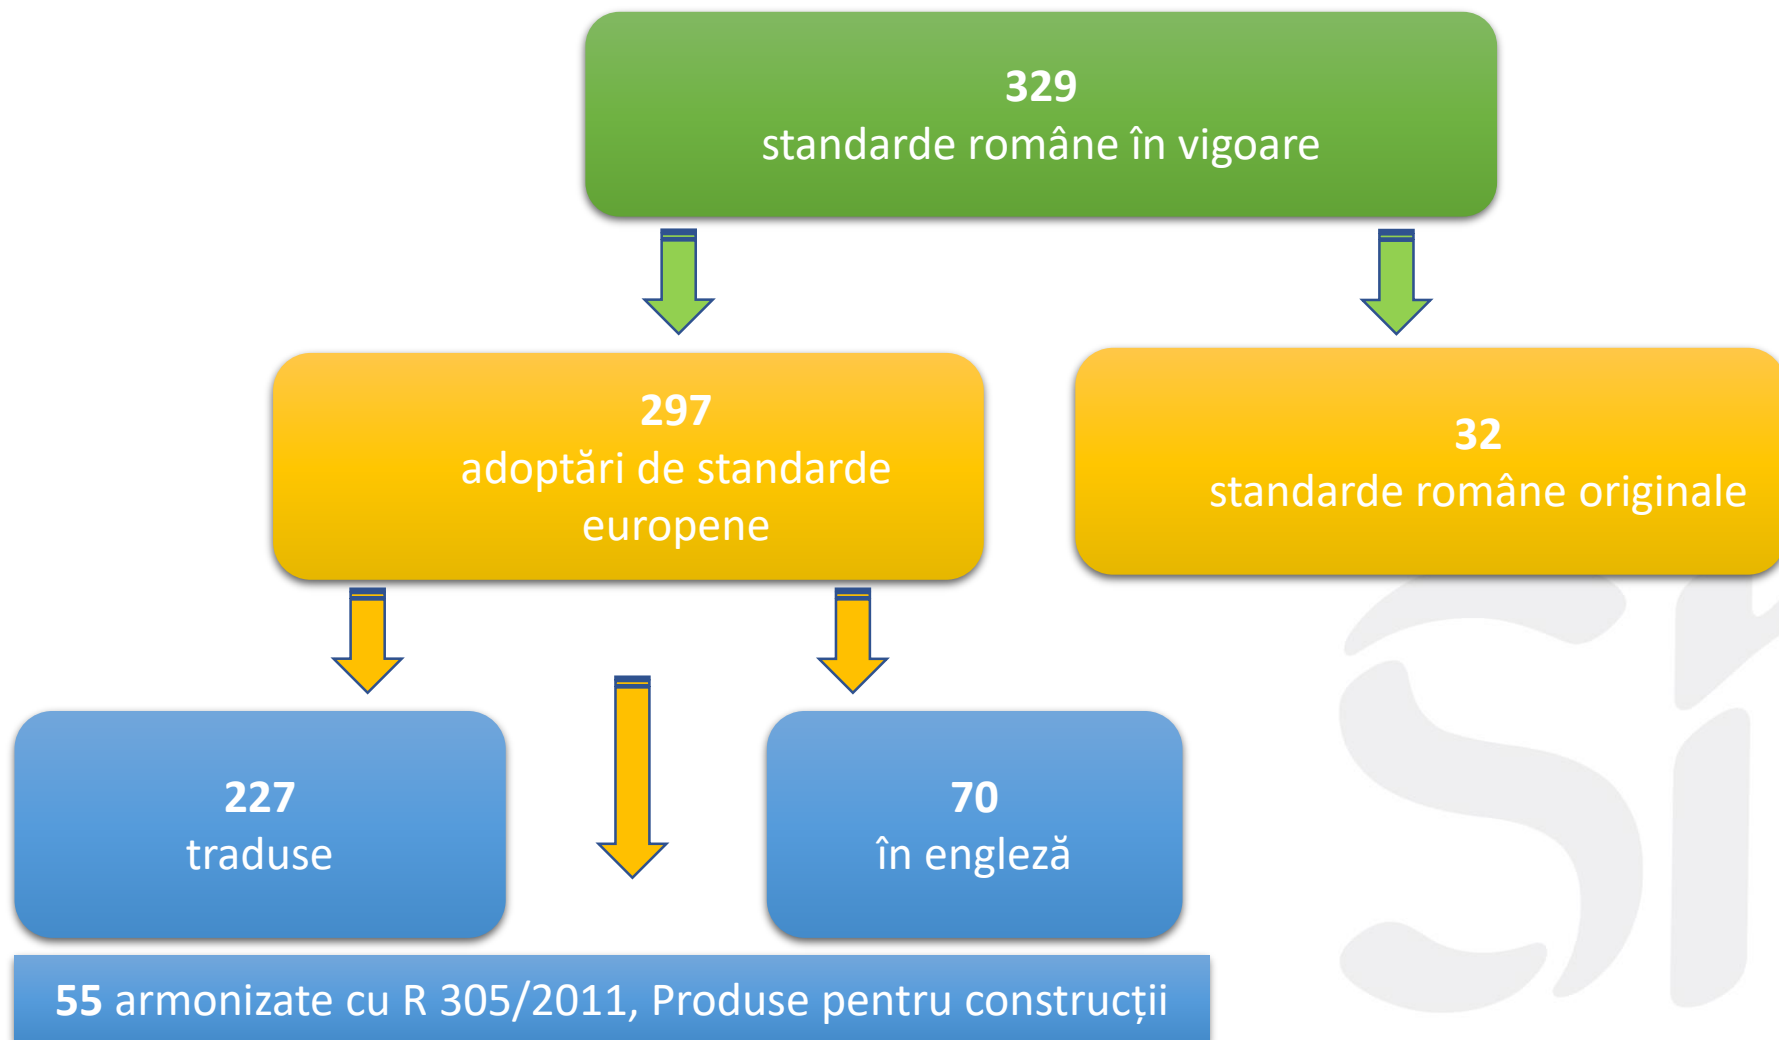 329
standarde române în vigoare
297
adoptări de standarde
europene
32
standarde române originale
227
traduse
70
în engleză
55 armonizate cu R 305/2011, Produse pentru construcții